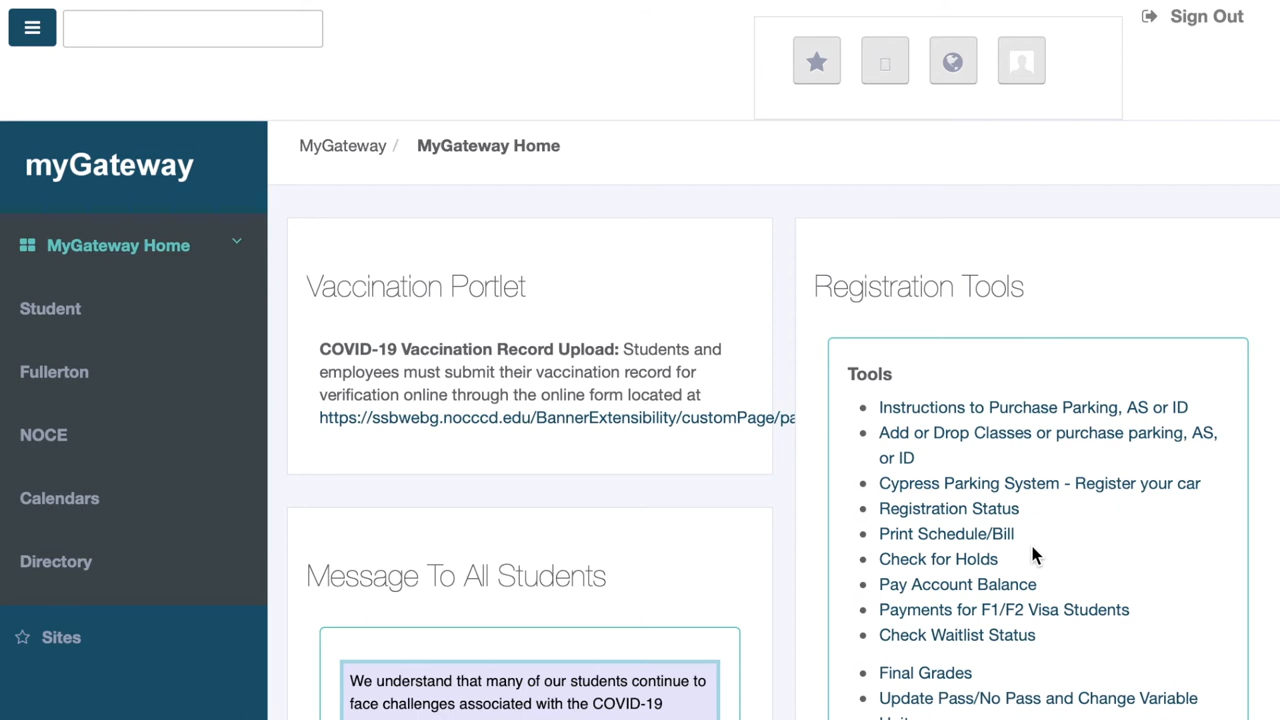 Sign Out
MyGateway / MyGateway Home
myGateway
MyGateway Home
Student
Fullerton
NOCE
Calendars
Directory
Sites
Vaccination Portlet
COVID-19 Vaccination Record Upload: Students and
employees must submit their vaccination record for
verification online through the online form located at
https://ssbwebg.nocccd.edu/BannerExtensibility/customPage/pa
Message To All Students
We understand that many of our students continue to
face challenges associated with the COVID-19
Registration Tools
Tools
Instructions to Purchase Parking, AS or ID
Add or Drop Classes or purchase parking, AS,
or ID
Cypress Parking System - Register your car
Registration Status
Print Schedule/Bill
Check for Holds
Pay Account Balance
Payments for F1/F2 Visa Students
Check Waitlist Status
Final Grades
Update Pass/No Pass and Change Variable